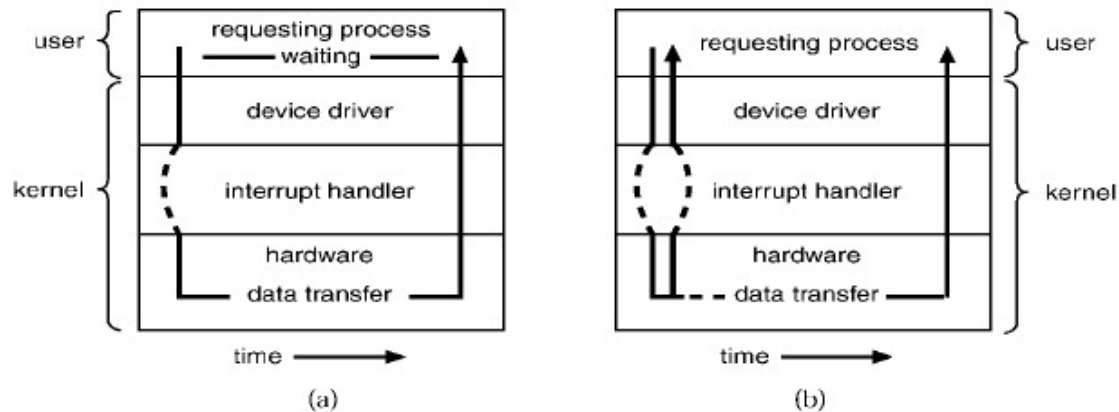 user
requesting process
waiting
device driver
kernel
interrupt handler
hardware
data transfer
time
(a)
requesting process
user
device driver
interrupt handler
kernel
hardware
data transfer
time
(b)